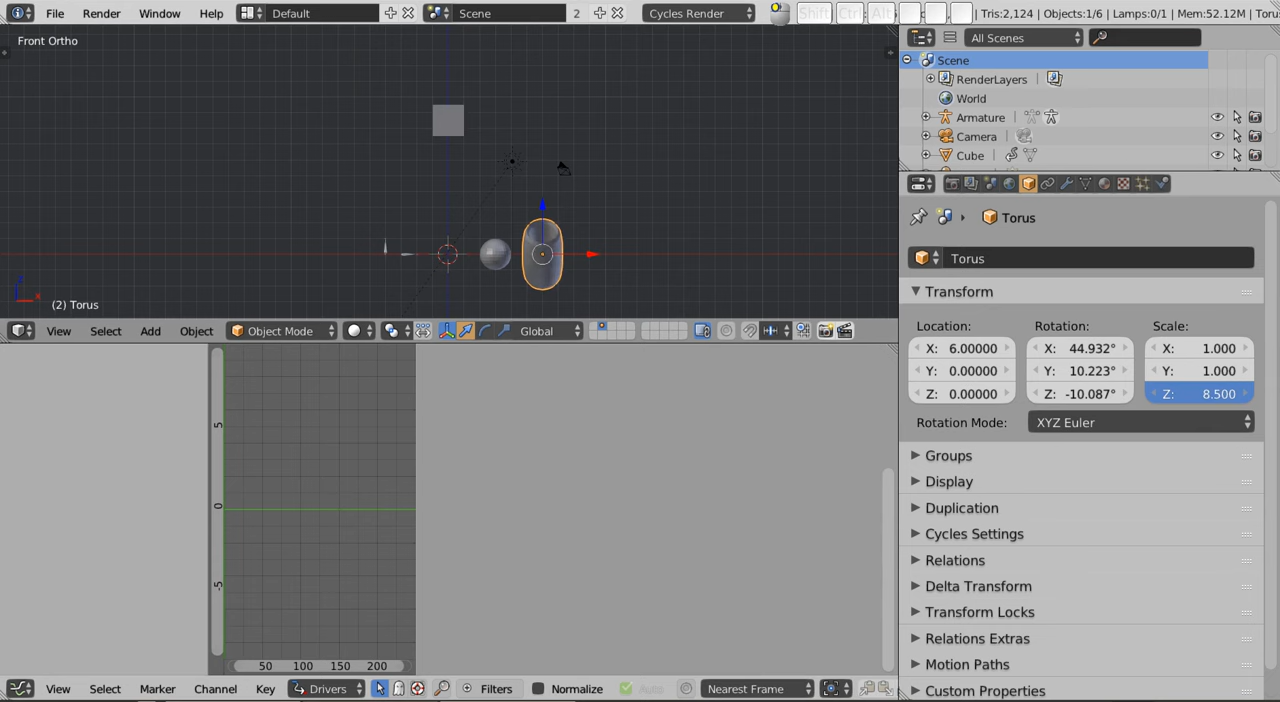 File Render Window Help Default Scene 2 Cycles Render Shift Ctrl Alt | Tris:2,124 | Objects:1/6 | Lamps:0/1 | Mem:52.12M | Toru
Front Ortho
All Scenes
Scene
RenderLayers
World
Armature
Camera
Cube
Torus
Torus
Transform
Location: Rotation: Scale:
X: 6.00000 X: 44.932° X: 1.000
Y: 0.00000 Y: 10.223° Y: 1.000
Z: 0.00000 Z: -10.087° Z: 8.500
Rotation Mode: XYZ Euler
Groups
Display
Duplication
Cycles Settings
Relations
Delta Transform
Transform Locks
Relations Extras
Motion Paths
Custom Properties
z
x
(2) Torus
View Select Add Object Object Mode Global
5
0
-5
50 100 150 200
View Select Marker Channel Key Drivers Filters Normalize Auto Nearest Frame